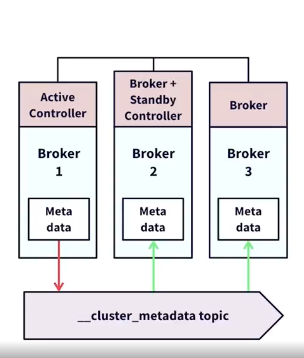 Active
Controller
Broker +
Standby
Controller
Broker
Broker
1
Broker
2
Broker
3
Meta
data
Meta
data
Meta
data
__cluster_metadata topic